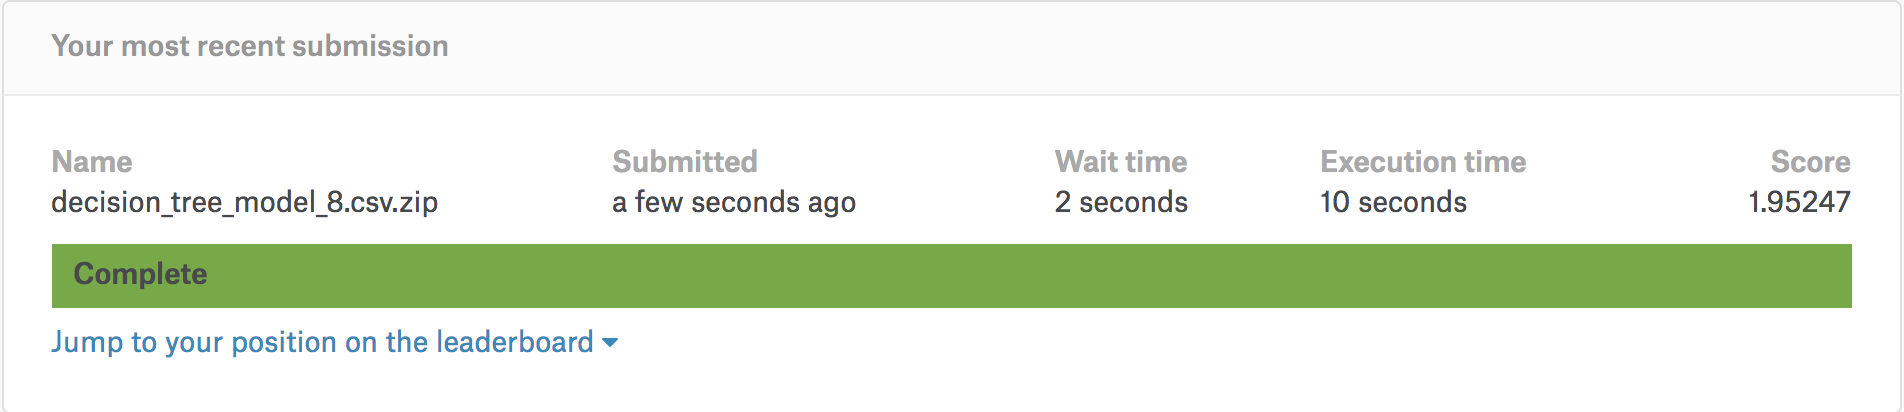 Your most recent submission
Name Submitted Wait time Execution time Score
decision_tree_model_8.csv.zip a few seconds ago 2 seconds 10 seconds 1.95247
Complete
Jump to your position on the leaderboard